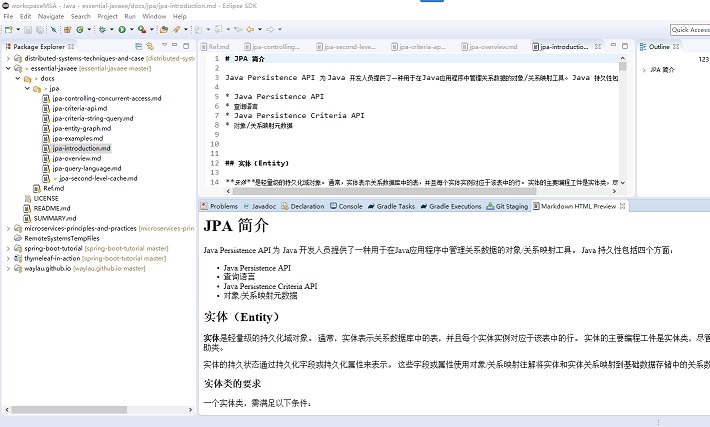 workspaceMSA - Java - essential-javaee/docs/jpa/jpa-introduction.md - Eclipse SDK
File Edit Navigate Search Project Run Window Help
Quick Access
Package Explorer
distributed-systems-techniques-and-case [distributed-syste
> essential-javaee [essential-javaee master]
> docs
> jpa
jpa-controlling-concurrent-access.md
jpa-criteria-api.md
jpa-criteria-string-query.md
jpa-entity-graph.md
jpa-examples.md
jpa-introduction.md
jpa-overview.md
jpa-query-language.md
> jpa-second-level-cache.md
Ref.md
LICENSE
README.md
SUMMARY.md
microservices-principles-and-practices [microservices-prin
RemoteSystemsTempFiles
spring-boot-tutorial [spring-boot-tutorial master]
thymeleaf-in-action [spring-boot-tutorial master]
waylau.github.io [waylau.github.io master]
Ref.md jpa-controlling... jpa-second-leve... jpa-criteria-ap... jpa-overview.md jpa-introductio...
1 # JPA 简介
2
3 Java Persistence API 为 Java 开发人员提供了一种用于在Java应用程序中管理关系数据的对象/关系映射工具。 Java 持久性包
4
5 * Java Persistence API
6 * 查询语言
7 * Java Persistence Criteria API
8 * 对象/关系映射元数据
9
10
11
12 ## 实体（Entity）
13
14 **实体**是轻量级的持久化域对象。 通常，实体表示关系数据库中的表，并且每个实体实例对应于该表中的行。 实体的主要编程工件是实体类，尽
Outline
123
JPA 简介
Problems Javadoc Declaration Console Gradle Tasks Gradle Executions Git Staging Markdown HTML Preview
JPA 简介
Java Persistence API 为 Java 开发人员提供了一种用于在Java应用程序中管理关系数据的对象/关系映射工具。 Java 持久性包括四个方面：
• Java Persistence API
• 查询语言
• Java Persistence Criteria API
• 对象/关系映射元数据
实体（Entity）
实体是轻量级的持久化域对象。 通常，实体表示关系数据库中的表，并且每个实体实例对应于该表中的行。 实体的主要编程工件是实体类，尽管
助类。
实体的持久状态通过持久化字段或持久化属性来表示。 这些字段或属性使用对象/关系映射注解将实体和实体关系映射到基础数据存储中的关系数
实体类的要求
一个实体类，需满足以下条件：